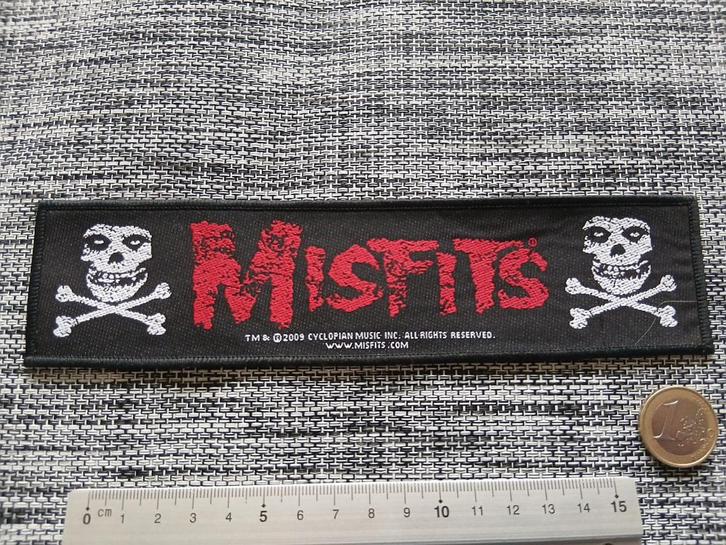 MISFITS®
TM & © 2009 CYCLOPIAN MUSIC INC. ALL RIGHTS RESERVED.
WWW.MISFITS.COM
1
0 cm 1 2 3 4 5 6 7 8 9 10 11 12 13 14 15